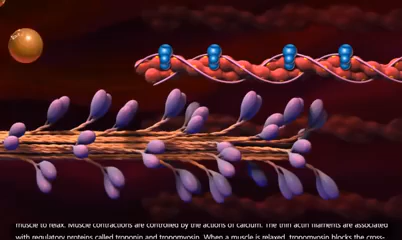 muscle to relax. Muscle contractions are controlled by the actions of calcium. The thin actin filaments are associated
with regulatory proteins called troponin and tropomyosin. When a muscle is relaxed, tropomyosin blocks the cross-